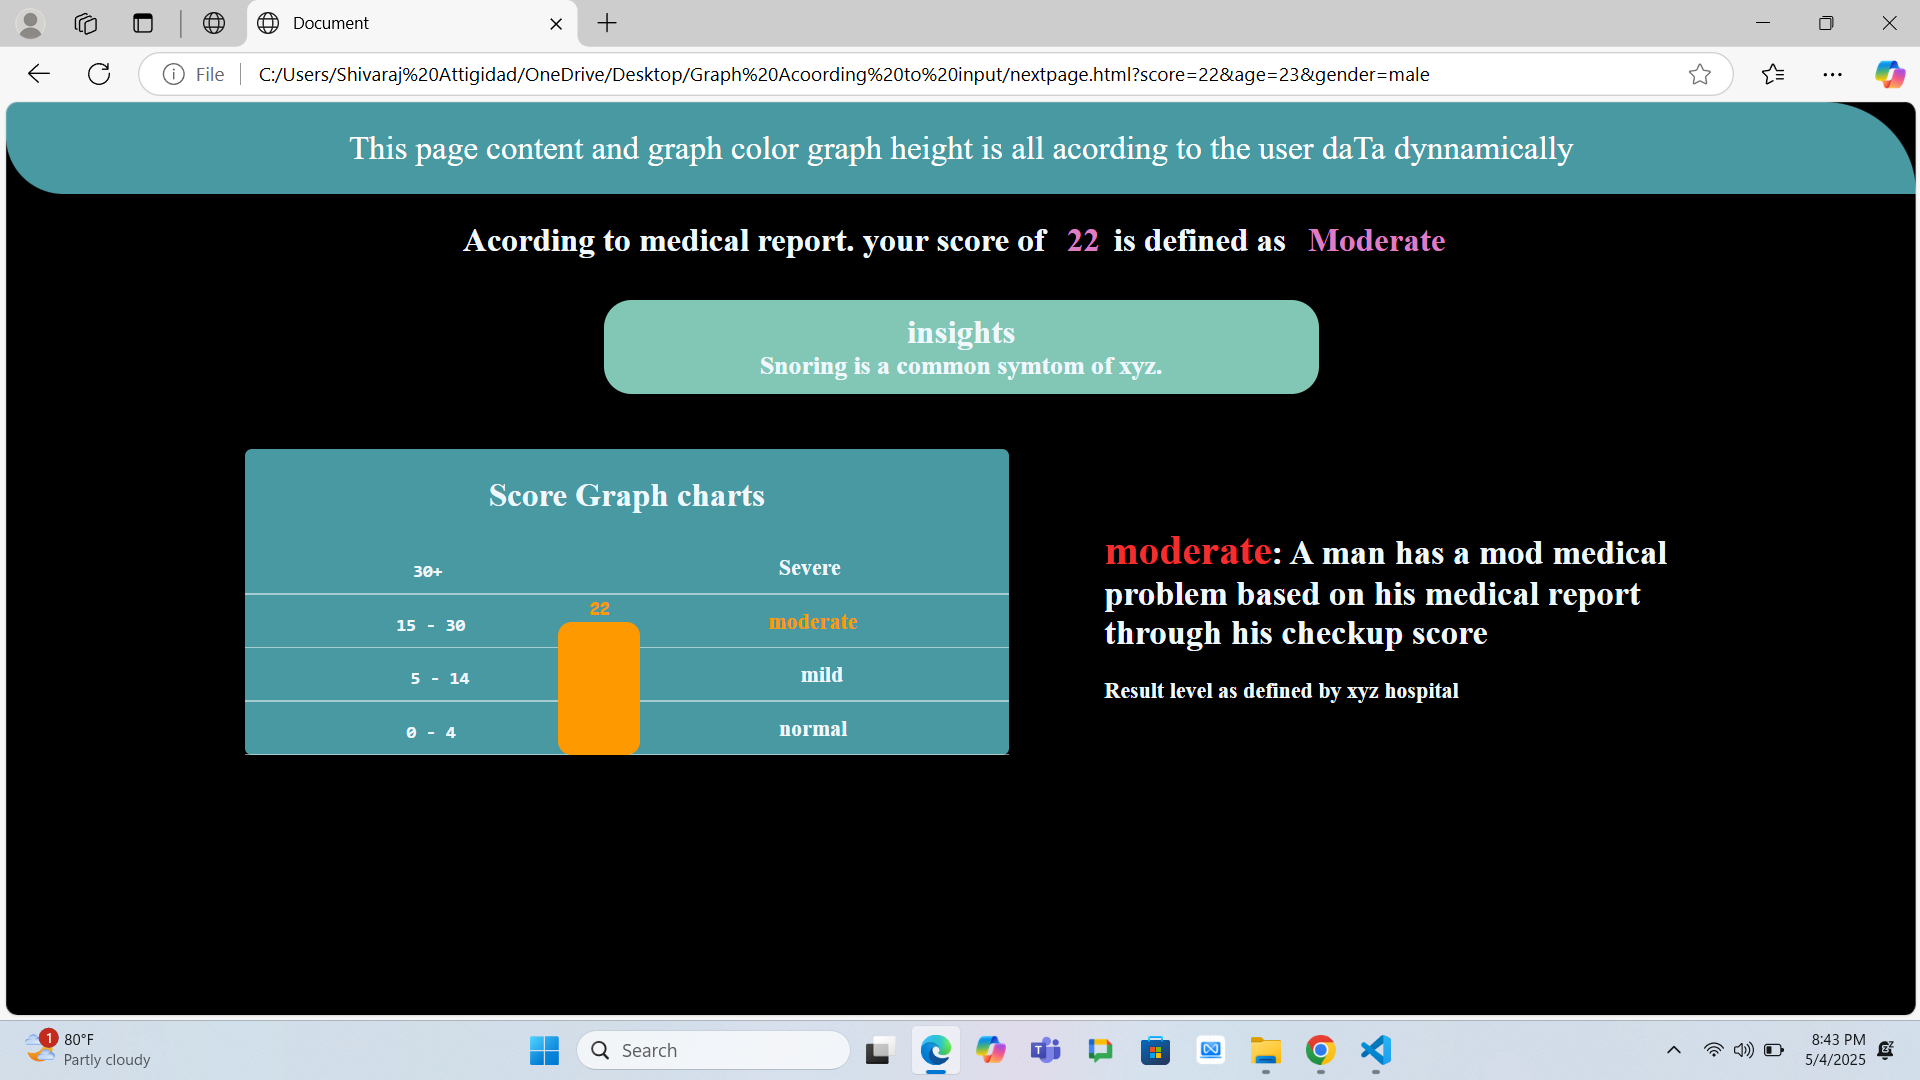 Document
File
C:/Users/Shivaraj%20Attigidad/OneDrive/Desktop/Graph%20Acoording%20to%20input/nextpage.html?score=22&age=23&gender=male
This page content and graph color graph height is all acording to the user daTa dynnamically
Acording to medical report. your score of 22 is defined as Moderate
insights
Snoring is a common symtom of xyz.
Score Graph charts
30+ Severe
22
15 - 30 moderate
5 - 14 mild
0 - 4 normal
moderate: A man has a mod medical
problem based on his medical report
through his checkup score
Result level as defined by xyz hospital
1
80°F
Partly cloudy
Search
8:43 PM
5/4/2025